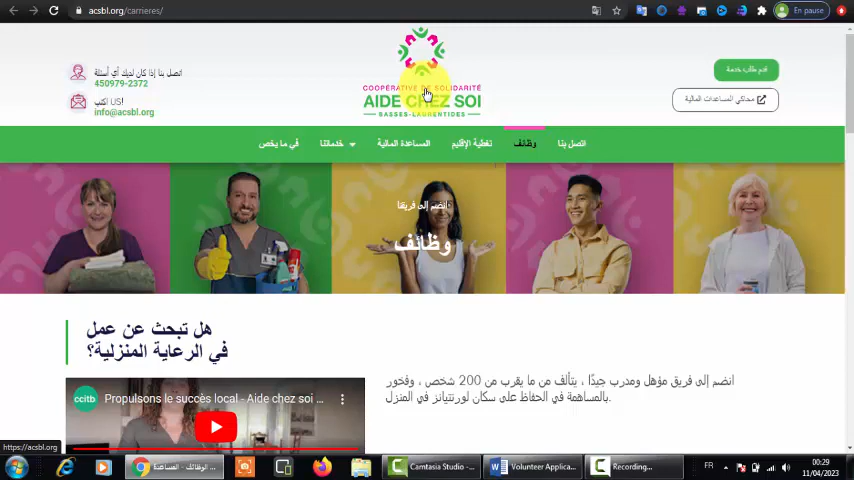 acsbl.org/carrieres/
En pause
اتصل بنا إذا كان لديك أي أسئلة
450979-2372
اكتب US!
info@acsbl.org
COOPÉRATIVE DE SOLIDARITÉ
AIDE CHEZ SOI
BASSES-LAURENTIDES
قدم طلب خدمة
محاكي المساعدات المالية
في ما يخص
خدماتنا
المساعدة المالية
تغطية الإقليم
وظائف
اتصل بنا
انضم إلى فريقنا
وظائف
هل تبحث عن عمل
في الرعاية المنزلية؟
ccitb
Propulsons le succès local - Aide chez soi ...
انضم إلى فريق مؤهل ومدرب جيدًا ، يتألف من ما يقرب من 200 شخص ، وفخور
بالمساهمة في الحفاظ على سكان لورنتيانز في المنزل.
https://acsbl.org
الوظائف - المساعدة...
Camtasia Studio -...
Volunteer Applica...
Recording...
FR
00:29
11/04/2023